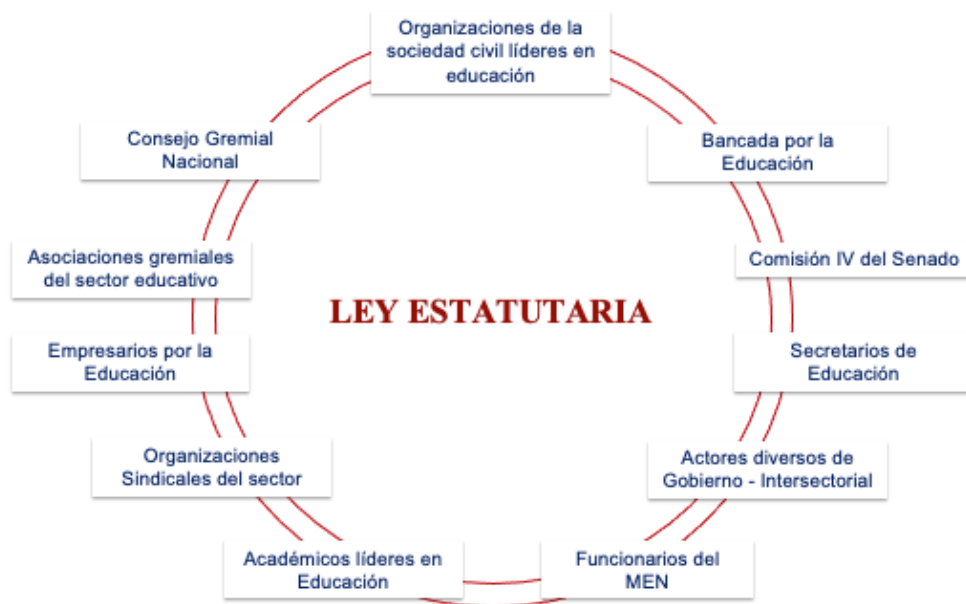 Organizaciones de la
sociedad civil líderes en
educación
Consejo Gremial
Nacional
Bancada por la
Educación
Asociaciones gremiales
del sector educativo
Comisión IV del Senado
LEY ESTATUTARIA
Empresarios por la
Educación
Secretarios de
Educación
Organizaciones
Sindicales del sector
Actores diversos de
Gobierno - Intersectorial
Académicos líderes en
Educación
Funcionarios del
MEN